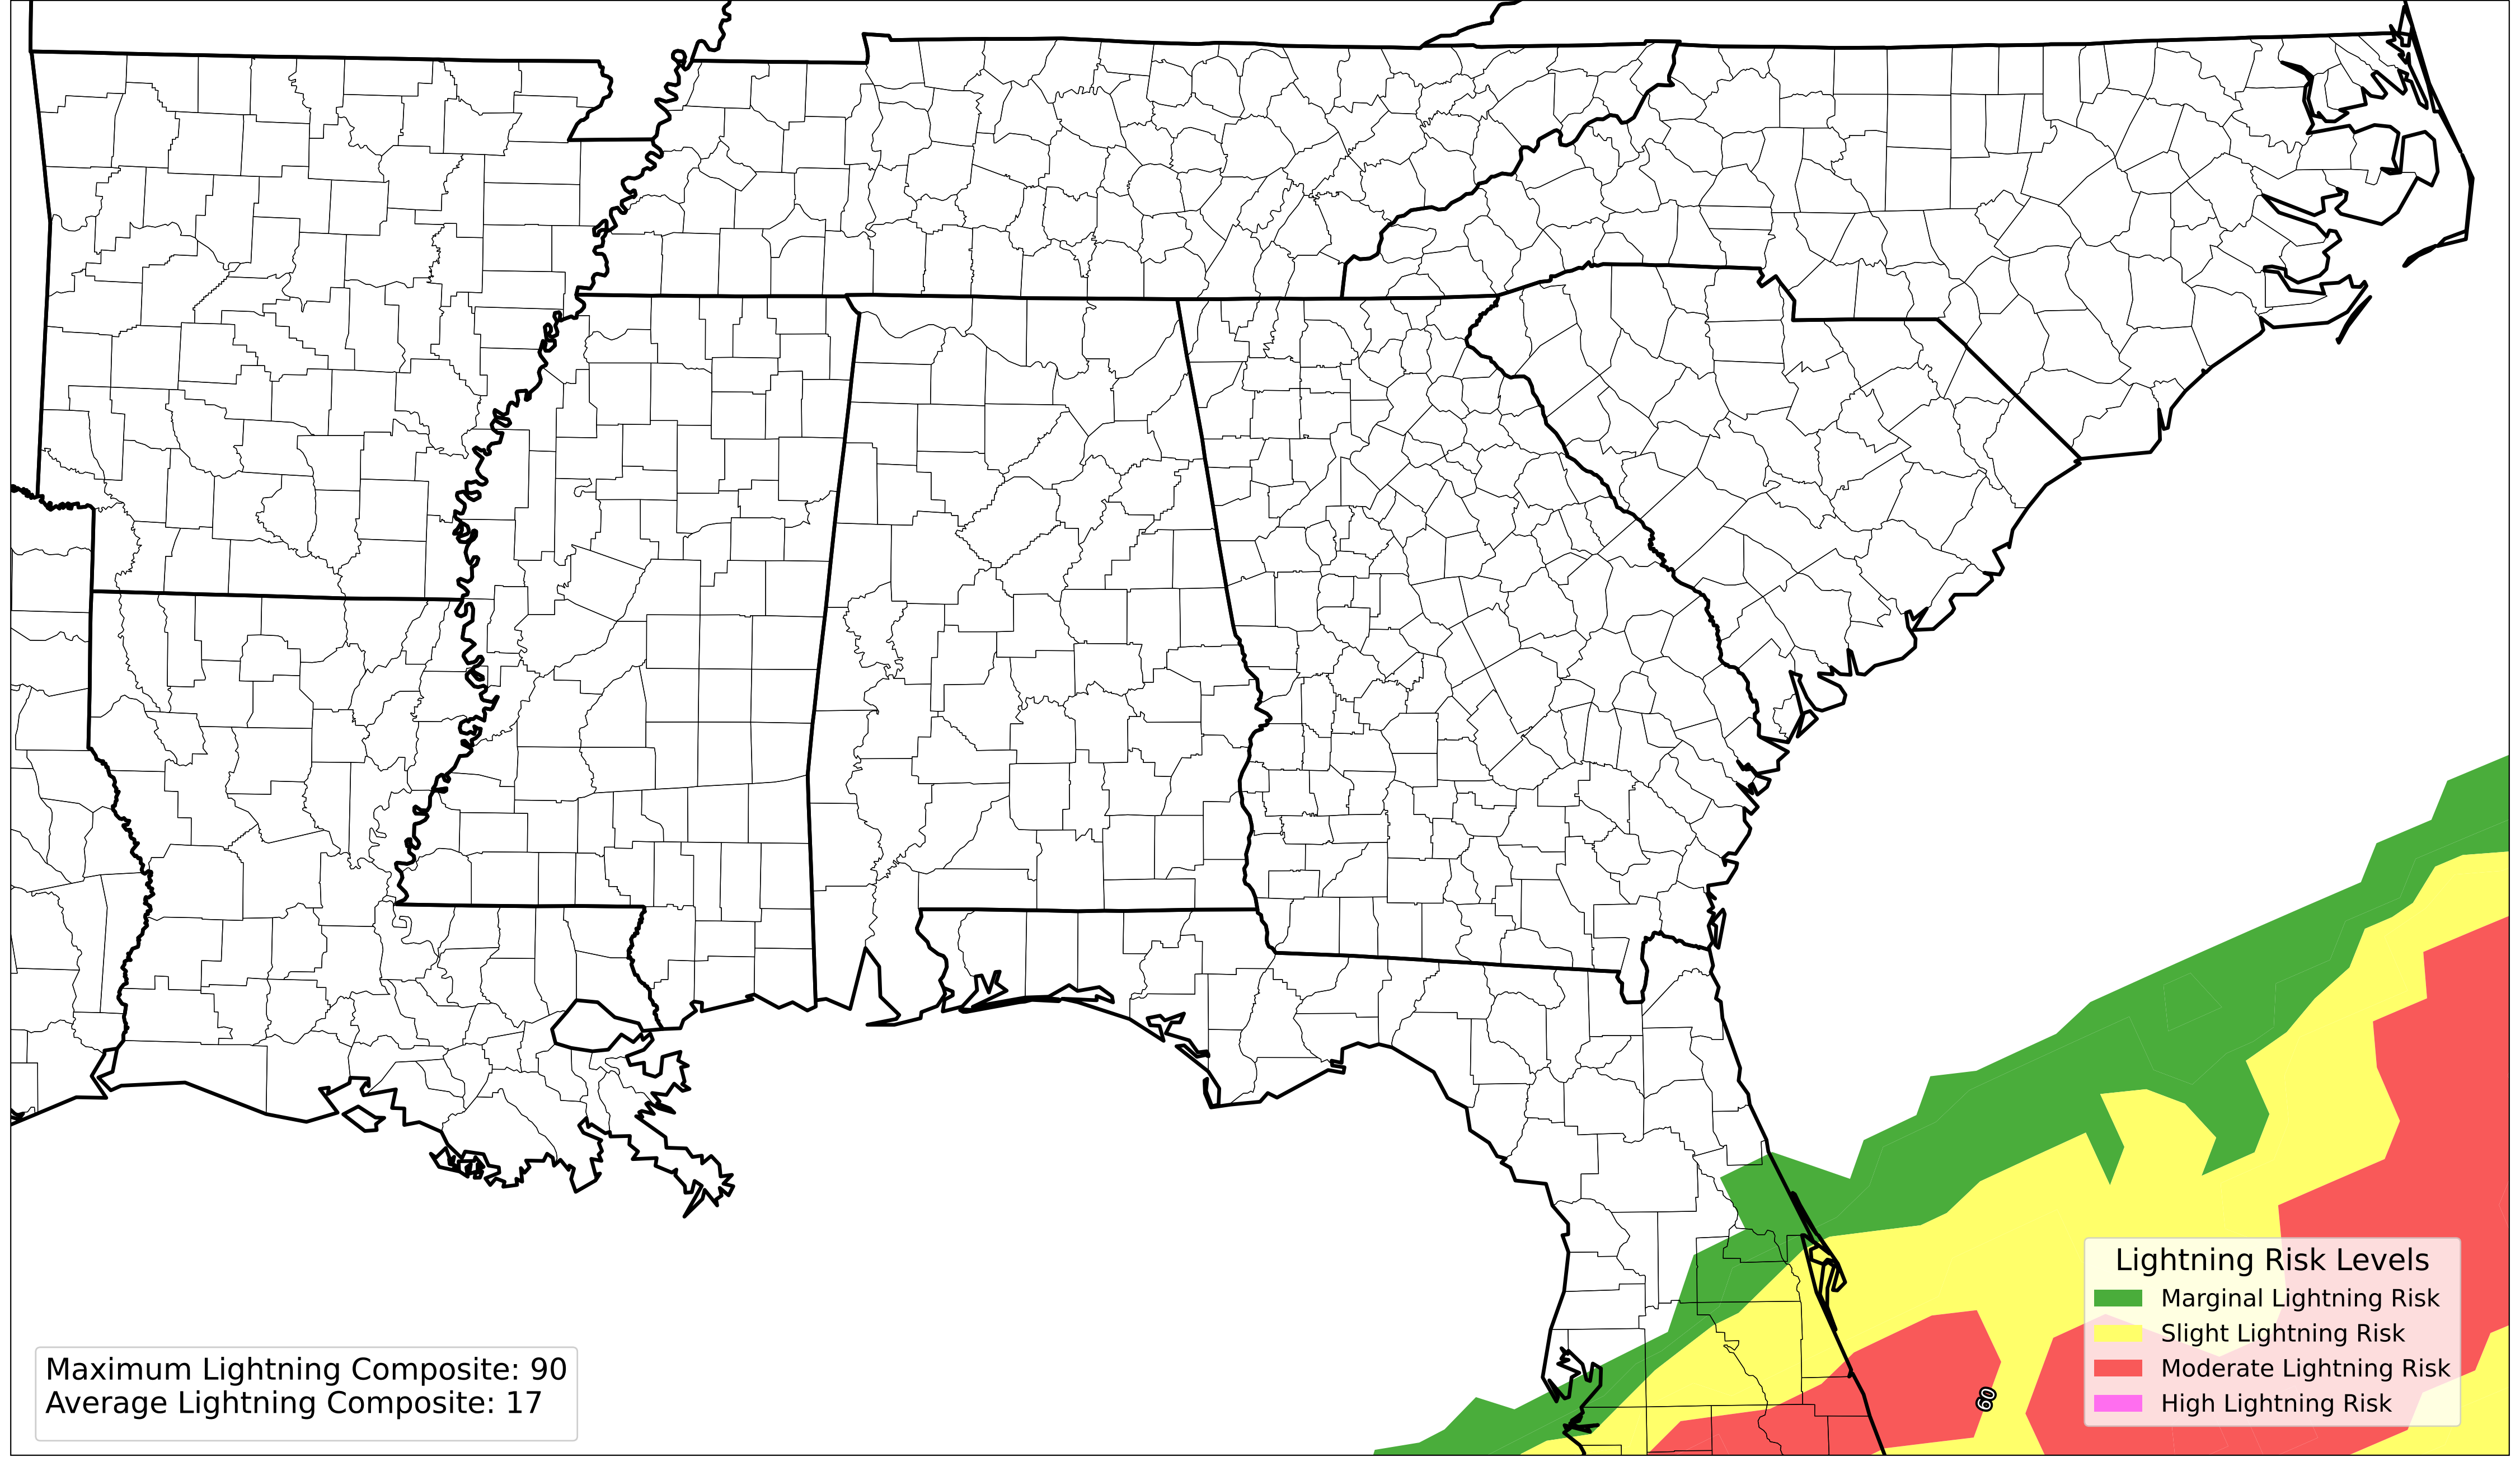 60
Lightning Risk Levels
Marginal Lightning Risk
Slight Lightning Risk
Moderate Lightning Risk
High Lightning Risk
Maximum Lightning Composite: 90
Average Lightning Composite: 17